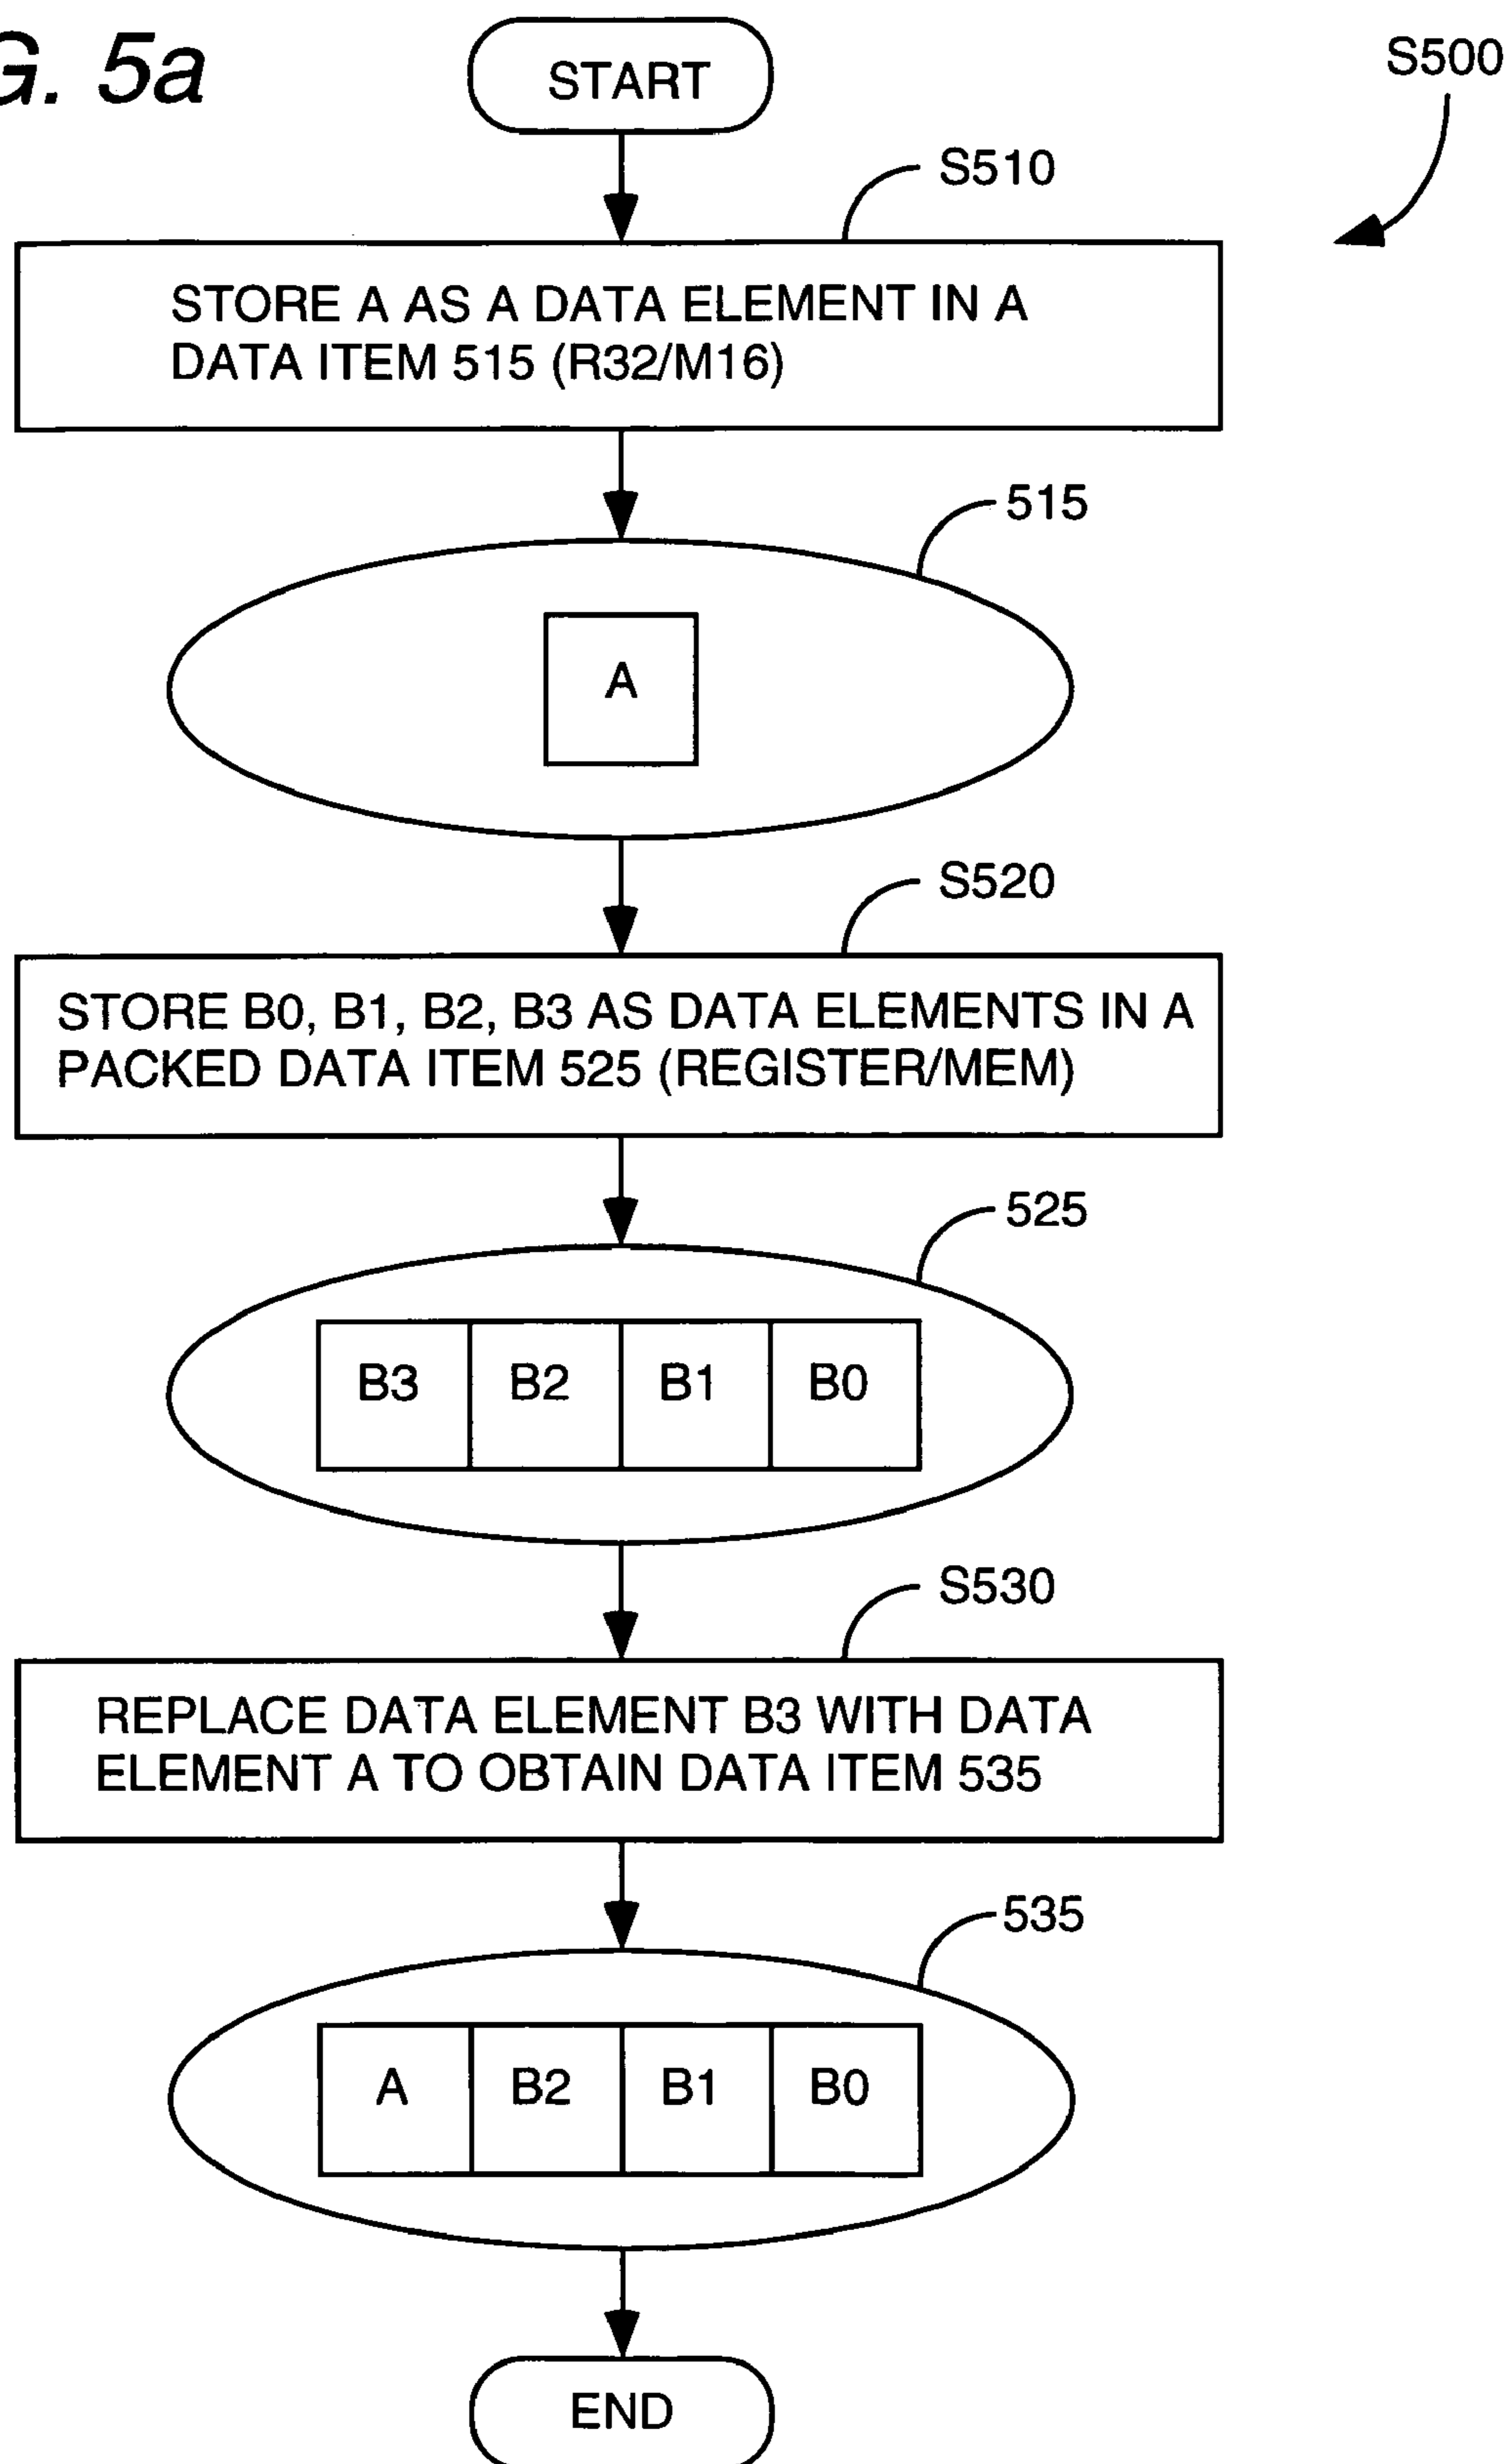 G. 5a
START
S500
S510
STORE A AS A DATA ELEMENT IN A
DATA ITEM 515 (R32/M16)
515
A
S520
STORE B0, B1, B2, B3 AS DATA ELEMENTS IN A
PACKED DATA ITEM 525 (REGISTER/MEM)
525
B3 B2 B1 B0
S530
REPLACE DATA ELEMENT B3 WITH DATA
ELEMENT A TO OBTAIN DATA ITEM 535
535
A B2 B1 B0
END